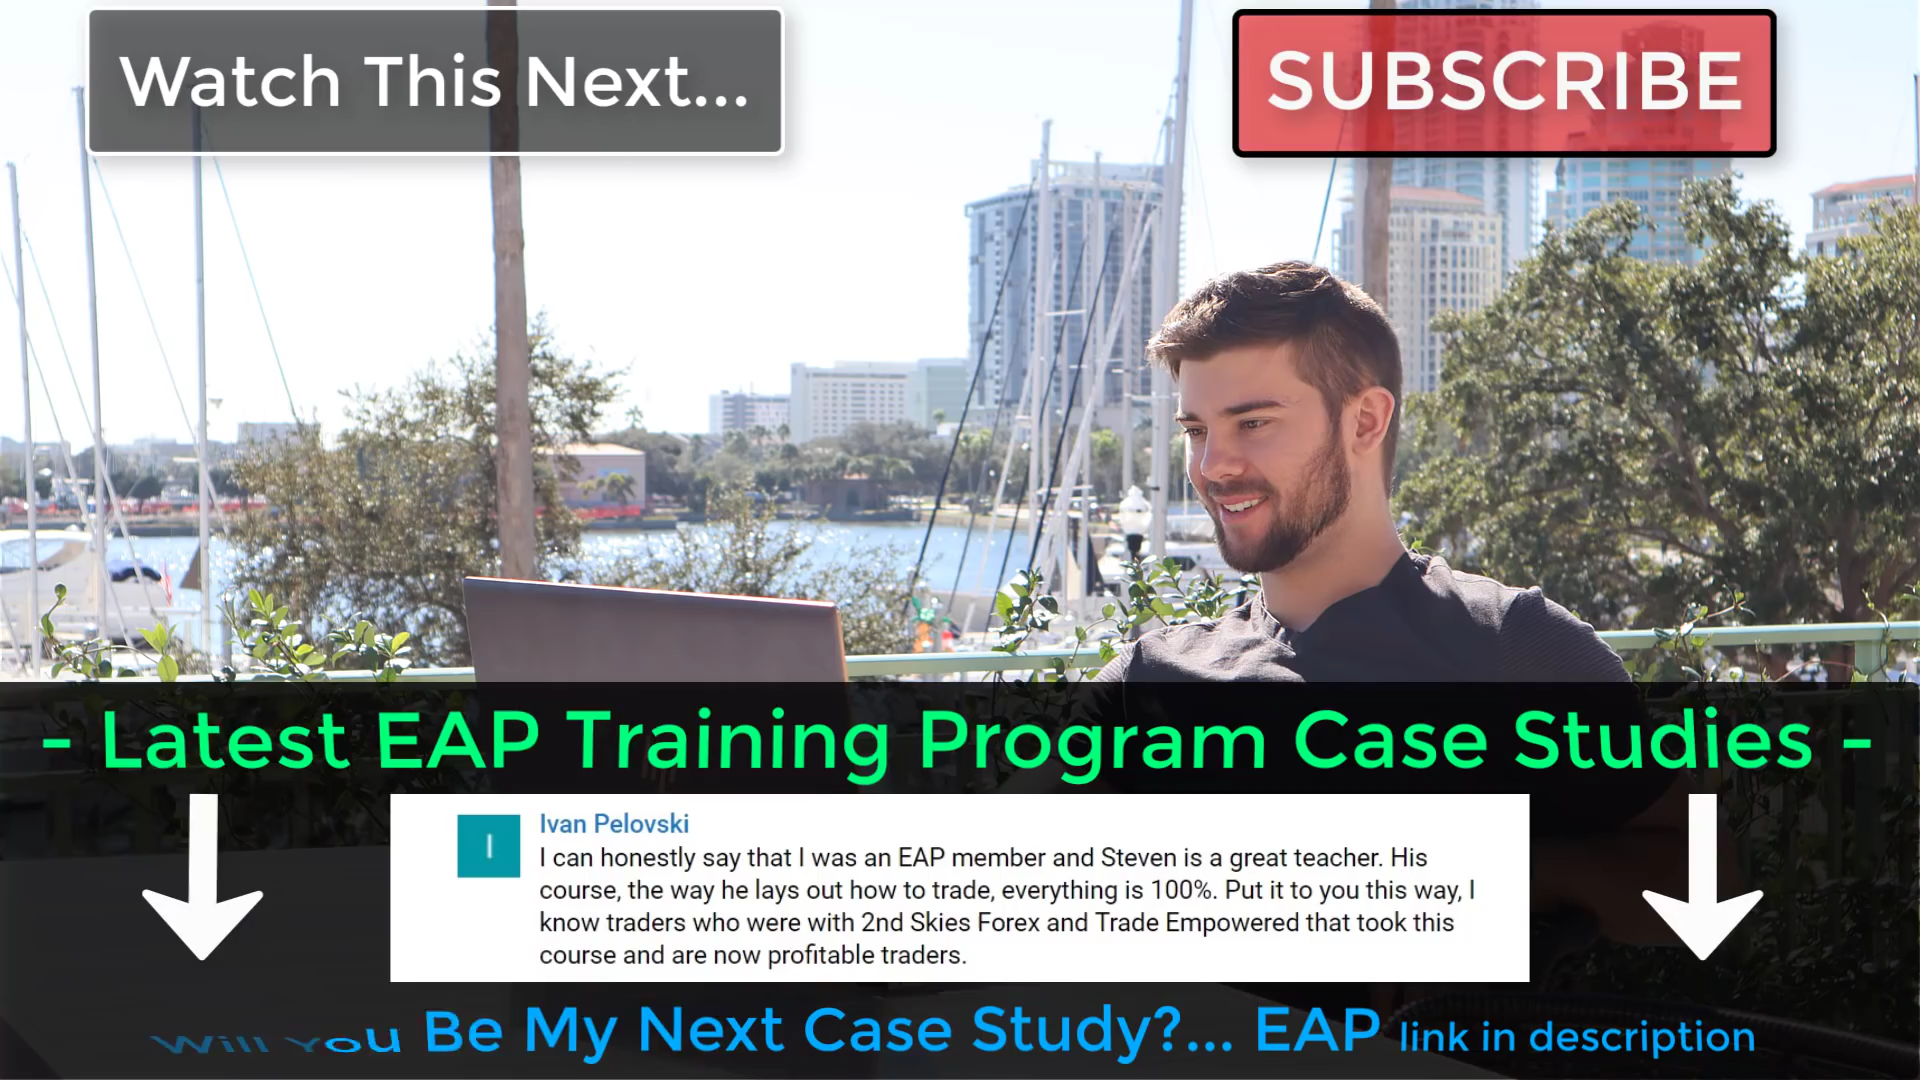 Watch This Next...
SUBSCRIBE
- Latest EAP Training Program Case Studies -
I
Ivan Pelovski
I can honestly say that I was an EAP member and Steven is a great teacher. His
course, the way he lays out how to trade, everything is 100%. Put it to you this way, I
know traders who were with 2nd Skies Forex and Trade Empowered that took this
course and are now profitable traders.
Will You Be My Next Case Study?... EAP link in description